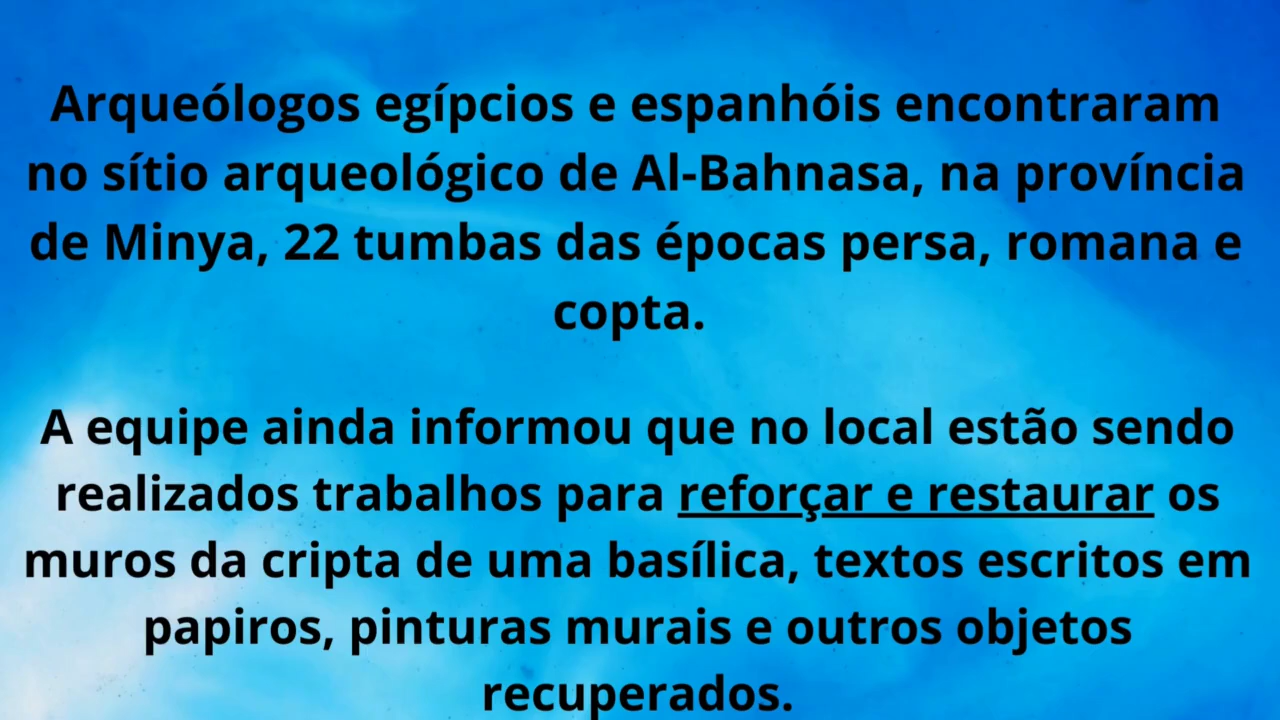 Arqueólogos egípcios e espanhóis encontraram
no sítio arqueológico de Al-Bahnasa, na província
de Minya, 22 tumbas das épocas persa, romana e
copta.
A equipe ainda informou que no local estão sendo
realizados trabalhos para reforçar e restaurar os
muros da cripta de uma basílica, textos escritos em
papiros, pinturas murais e outros objetos
recuperados.